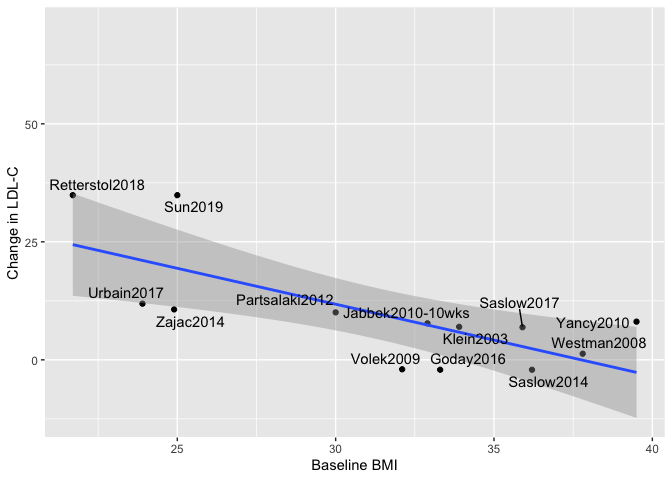 Change in LDL-C
50
25
0
Retterstol2018
Sun2019
Urbain2017
Zajac2014
Partsalaki2012
Jabbek2010-10wks
Saslow2017
Klein2003
Yancy2010
Westman2008
Volek2009
Goday2016
Saslow2014
25
30
35
40
Baseline BMI